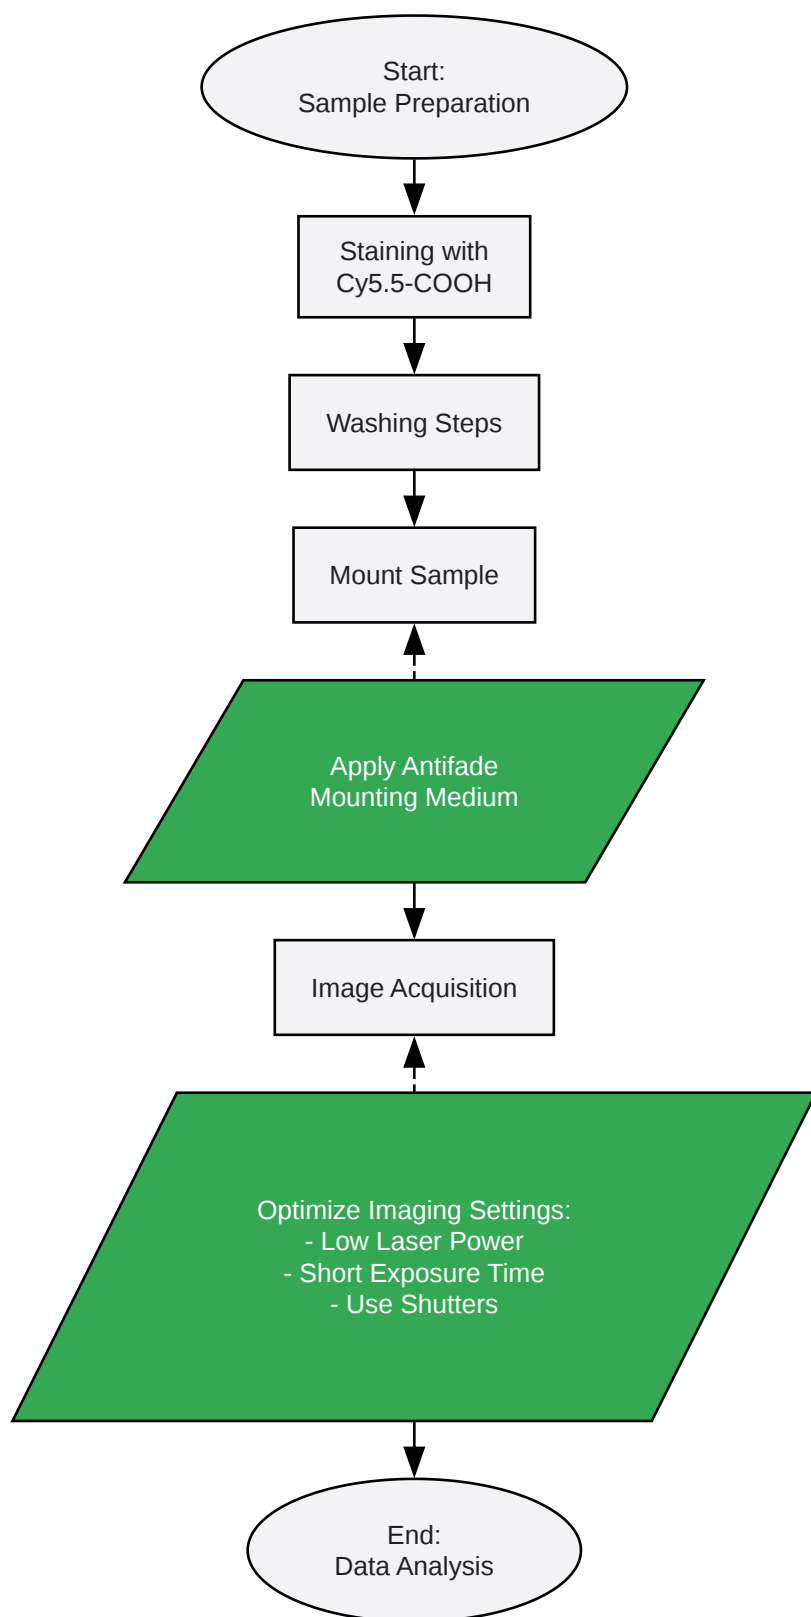 Start:
Sample Preparation
Staining with
Cy5.5-COOH
Washing Steps
Mount Sample
Apply Antifade
Mounting Medium
Image Acquisition
Optimize Imaging Settings:
- Low Laser Power
- Short Exposure Time
- Use Shutters
End:
Data Analysis